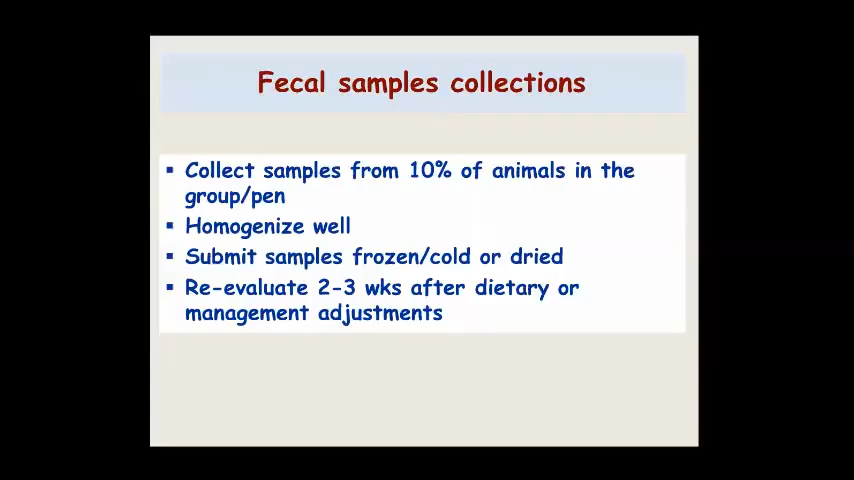 Fecal samples collections
▪ Collect samples from 10% of animals in the
group/pen
▪ Homogenize well
▪ Submit samples frozen/cold or dried
▪ Re-evaluate 2-3 wks after dietary or
management adjustments